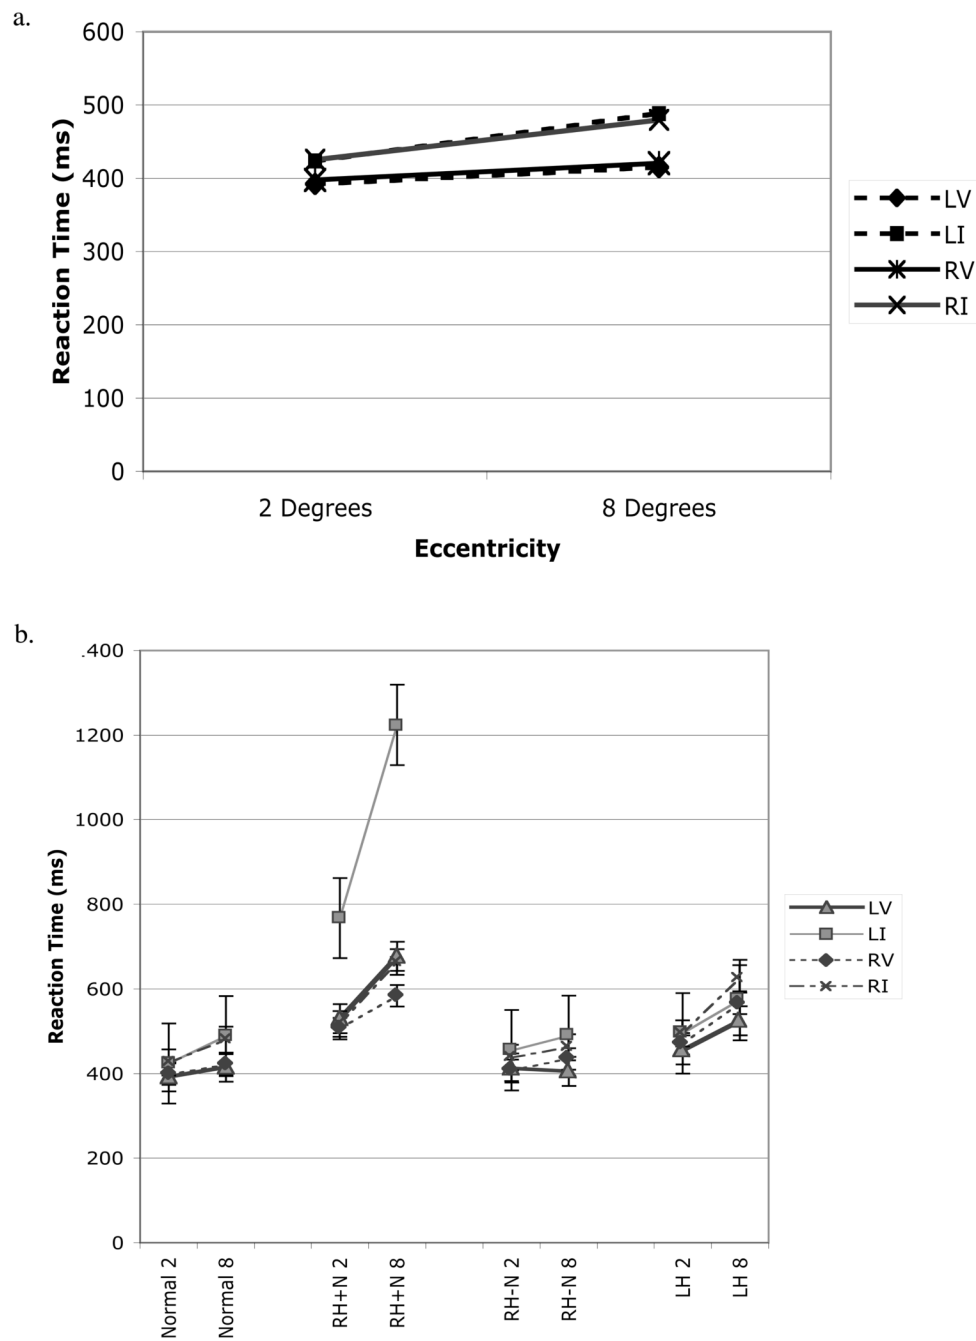 a.
600
500
400
300
200
100
0
Reaction Time (ms)
2 Degrees 8 Degrees
Eccentricity
LV
LI
RV
RI
b.
.400
1200
1000
800
600
400
200
0
Reaction Time (ms)
Normal 2
Normal 8
RH+N 2
RH+N 8
RH-N 2
RH-N 8
LH 2
LH 8
LV
LI
RV
RI